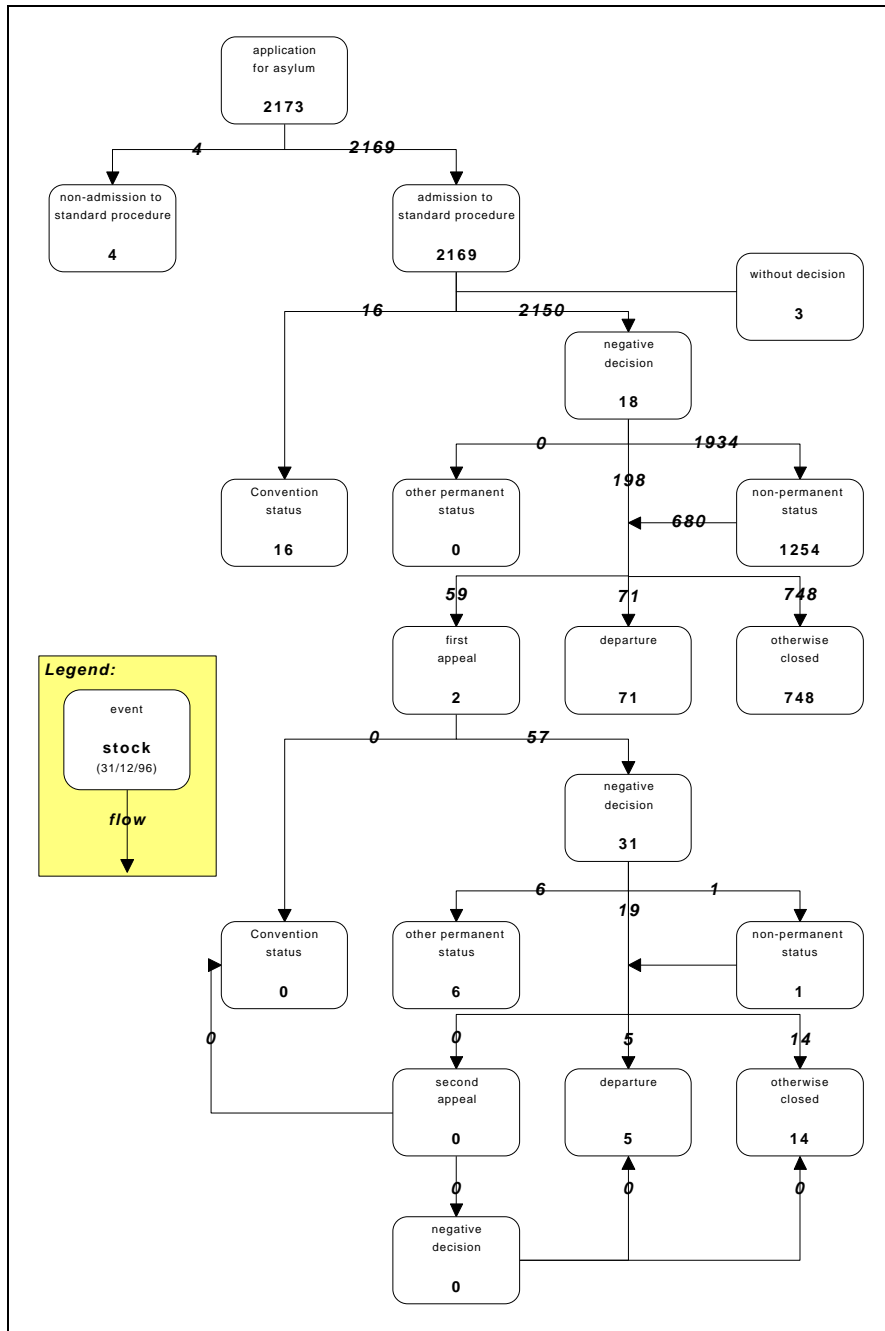 application
for asylum
2173
4 2169
non-admission to
standard procedure
4
admission to
standard procedure
2169
without decision
3
16 2150
negative
decision
18
0 1934
198
Convention
status
16
other permanent
status
0
680
non-permanent
status
1254
59 71 748
first
appeal
2
departure
71
otherwise
closed
748
Legend:
event
stock
(31/12/96)
flow
0 57
negative
decision
31
6 1
19
Convention
status
0
other permanent
status
6
non-permanent
status
1
0 0 5 14
second
appeal
0
departure
5
otherwise
closed
14
0 0 0
negative
decision
0